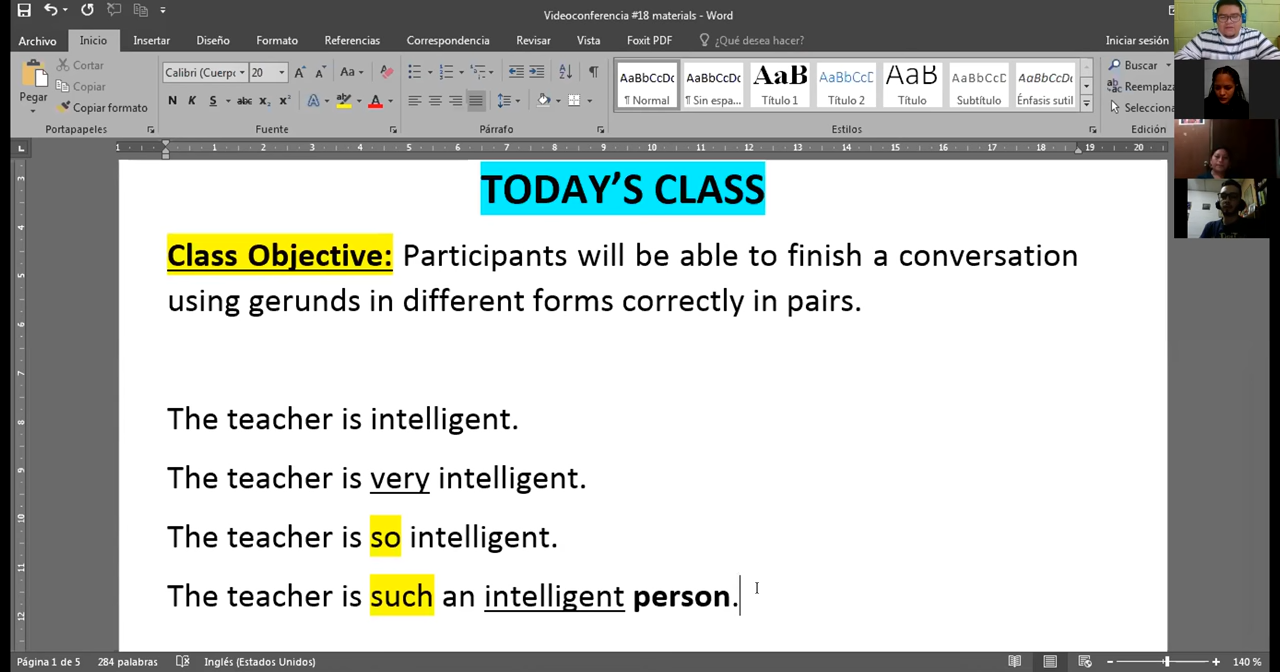 Videoconferencia #18 materials - Word
Archivo Inicio Insertar Diseño Formato Referencias Correspondencia Revisar Vista Foxit PDF ¿Qué desea hacer? Iniciar sesión
Pegar
Cortar
Copiar
Copiar formato
Portapapeles
Calibri (Cuerpo 20
N K S abc x₂ x²
Fuente
Párrafo
AaBbCcDc AaBbCcDc AaB AaBbCcD AaB AaBbCcD AaBbCcDc
¶ Normal ¶ Sin espa... Título 1 Título 2 Título Subtítulo Énfasis sutil
Estilos
Buscar
Reemplaza
Selecciona
Edición
TODAY’S CLASS
Class Objective: Participants will be able to finish a conversation
using gerunds in different forms correctly in pairs.
The teacher is intelligent.
The teacher is very intelligent.
The teacher is so intelligent.
The teacher is such an intelligent person.
Página 1 de 5 284 palabras Inglés (Estados Unidos) 140 %